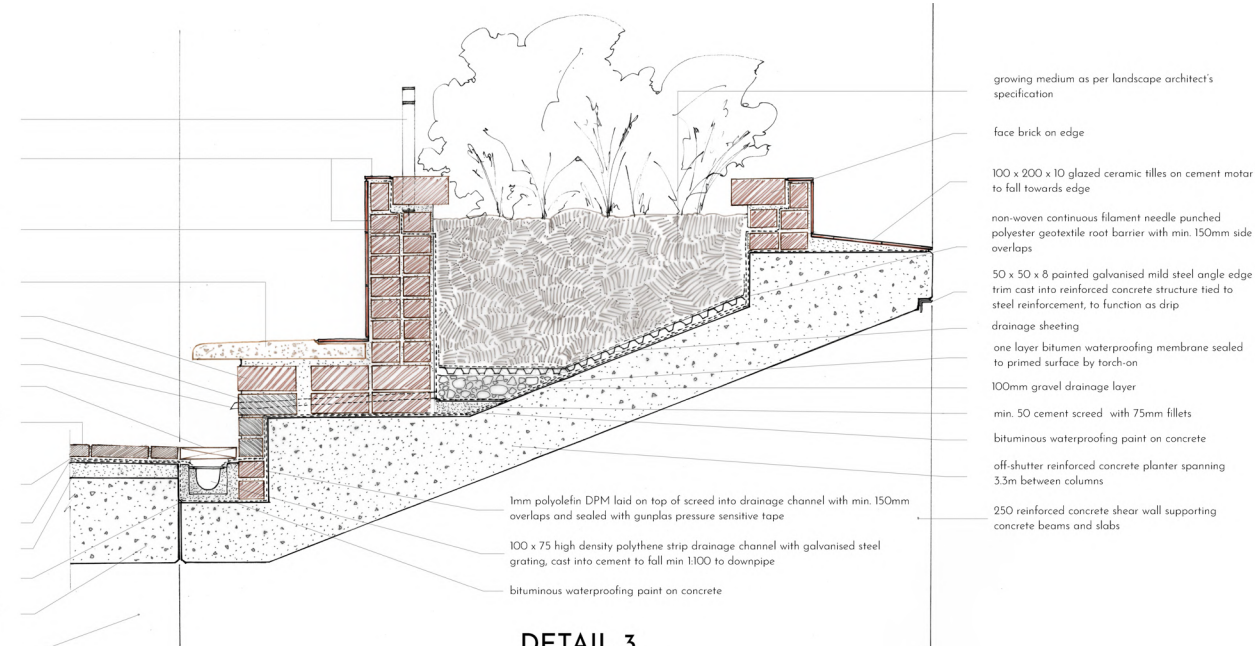 growing medium as per landscape architect's
specification
face brick on edge
100 x 200 x 10 glazed ceramic tilles on cement motar
to fall towards edge
non-woven continuous filament needle punched
polyester geotextile root barrier with min. 150mm side
overlaps
50 x 50 x 8 painted galvanised mild steel angle edge
trim cast into reinforced concrete structure tied to
steel reinforcement, to function as drip
drainage sheeting
one layer bitumen waterproofing membrane sealed
to primed surface by torch-on
100mm gravel drainage layer
min. 50 cement screed with 75mm fillets
bituminous waterproofing paint on concrete
off-shutter reinforced concrete planter spanning
3.3m between columns
250 reinforced concrete shear wall supporting
concrete beams and slabs
1mm polyolefin DPM laid on top of screed into drainage channel with min. 150mm
overlaps and sealed with gunplas pressure sensitive tape
100 x 75 high density polythene strip drainage channel with galvanised steel
grating, cast into cement to fall min 1:100 to downpipe
bituminous waterproofing paint on concrete
DETAIL 3